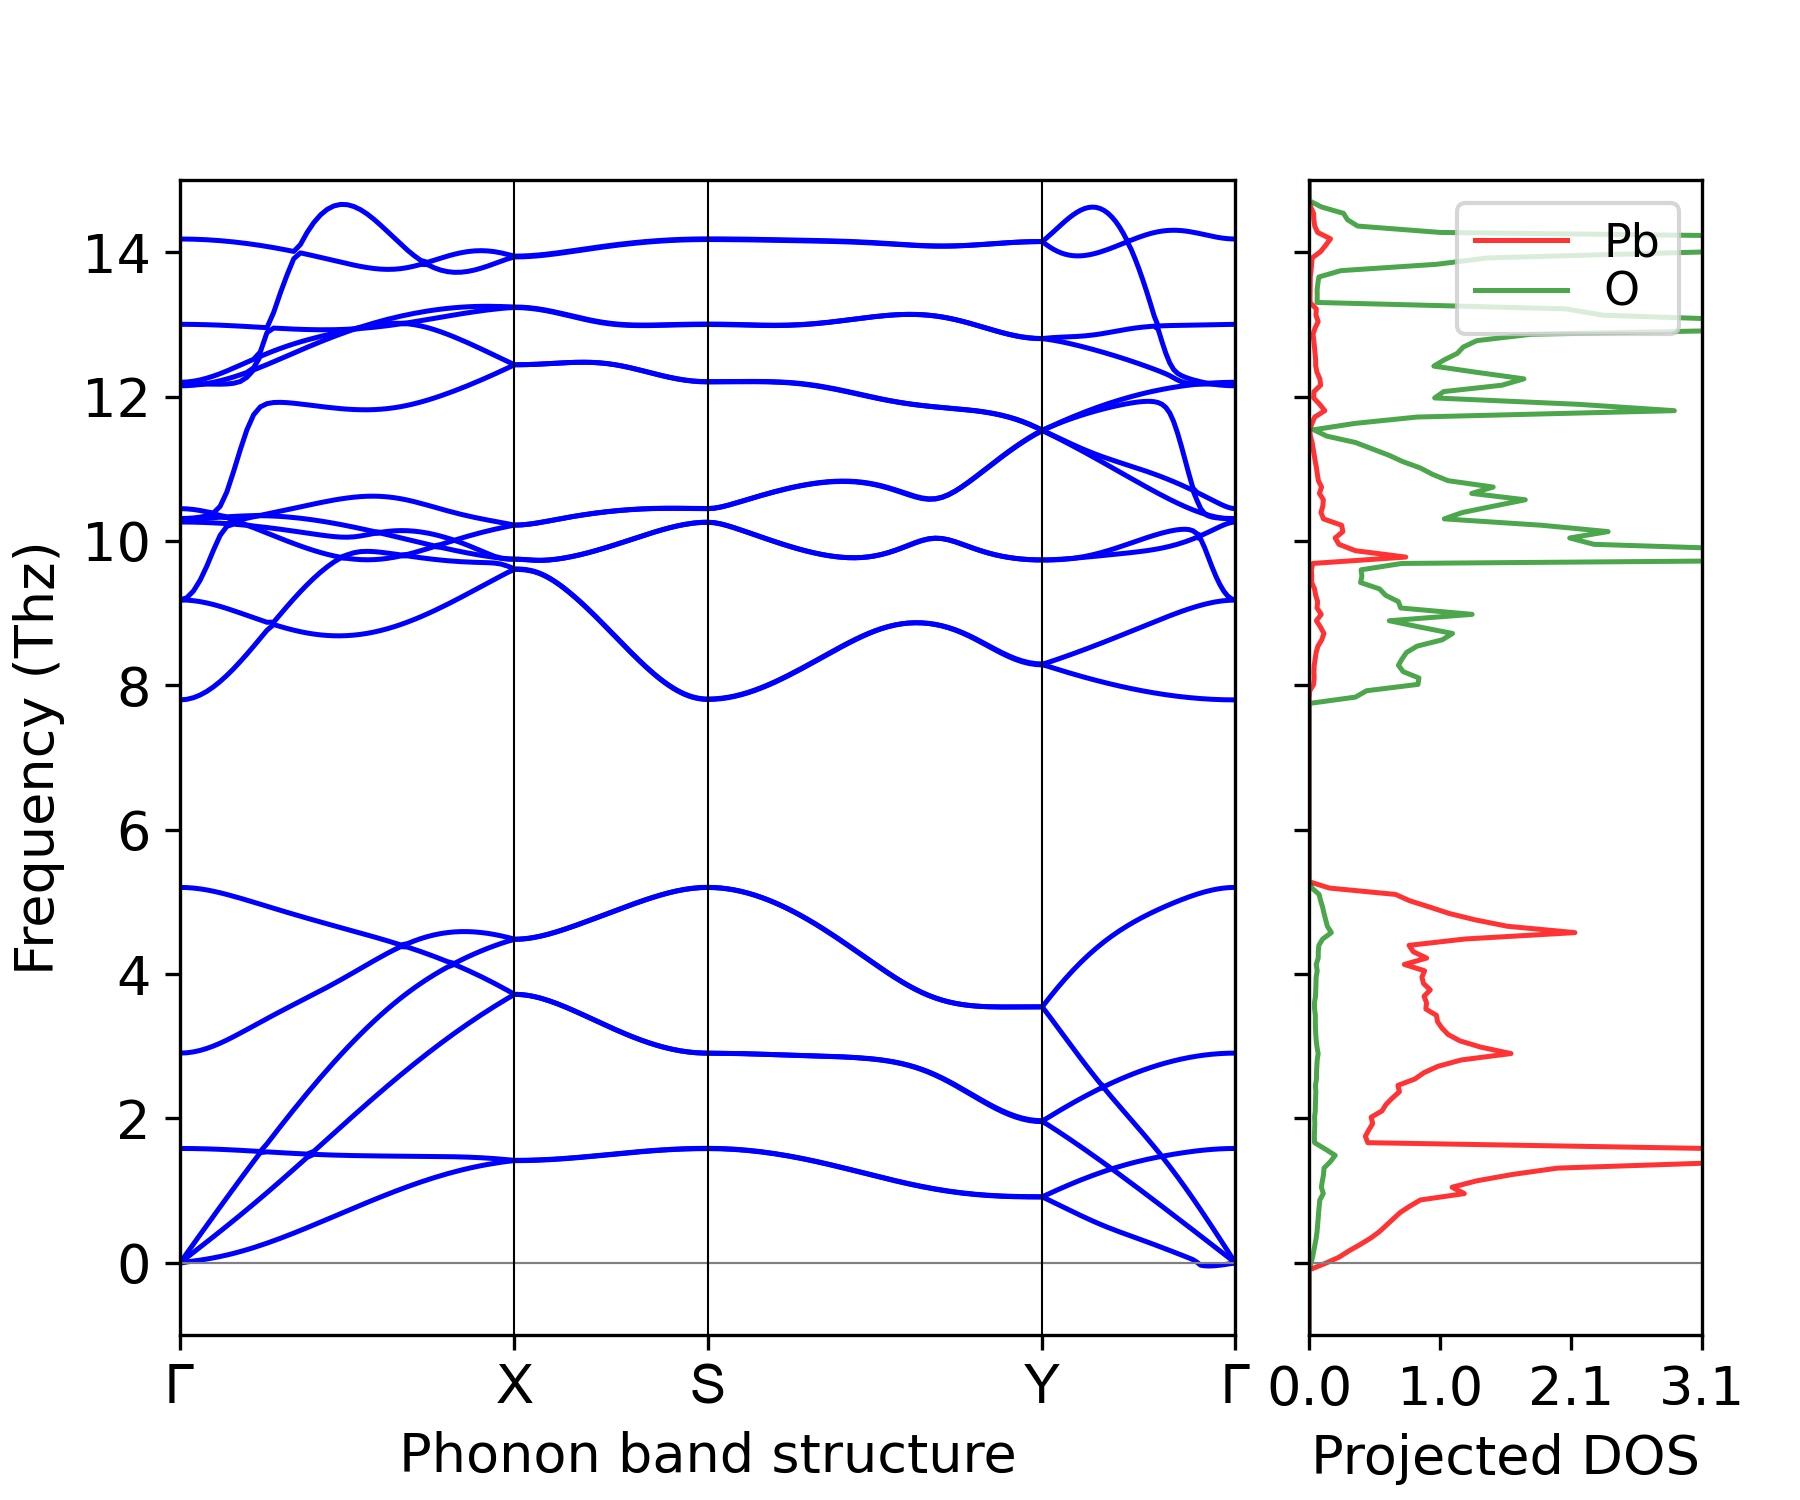 Frequency (Thz)
14
12
10
8
6
4
2
0
Γ X S Y Γ
Phonon band structure
Pb
O
0.0 1.0 2.1 3.1
Projected DOS